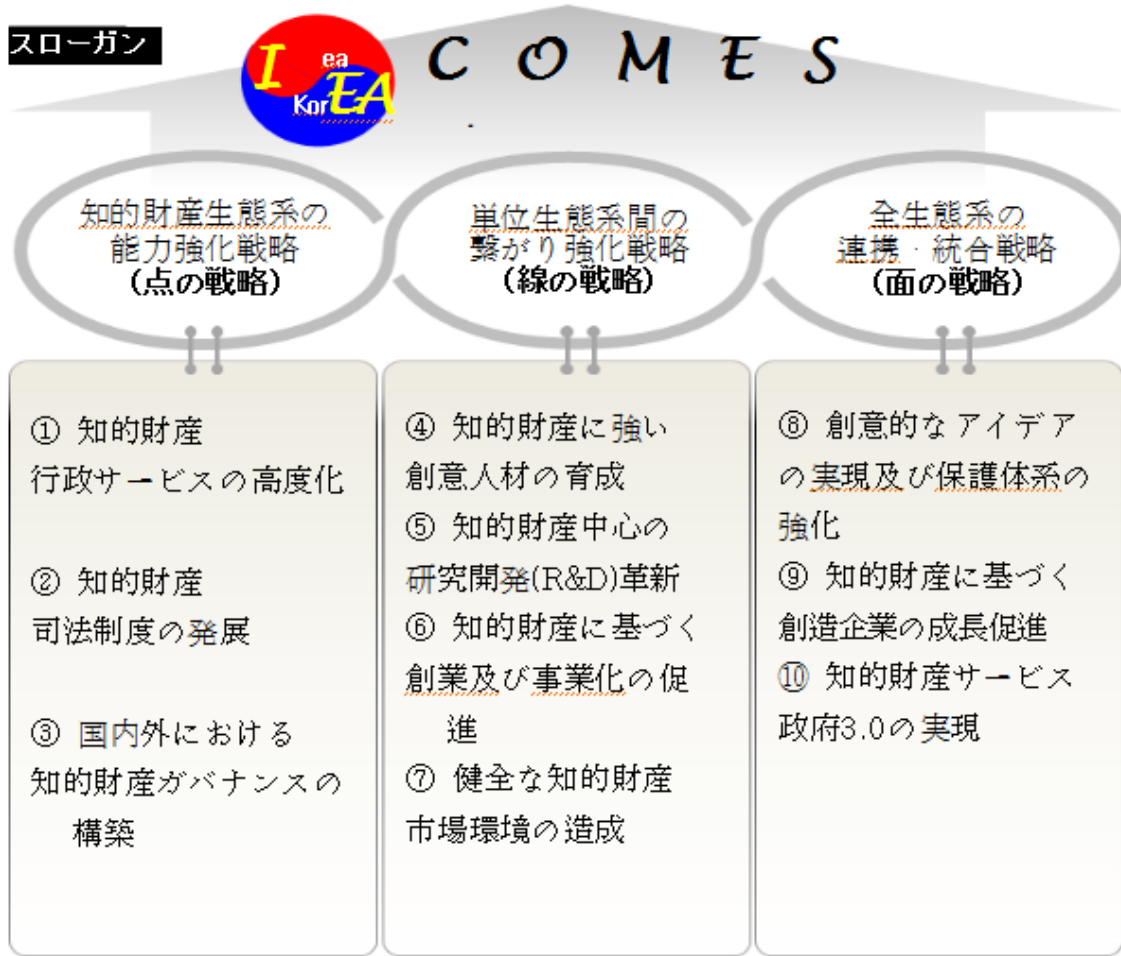 スローガン
I ea
KorEA
C O M E S
知的財産生態系の
能力強化戦略
(点の戦略)
単位生態系間の
繋がり強化戦略
(線の戦略)
全生態系の
連携・統合戦略
(面の戦略)
① 知的財産
行政サービスの高度化
② 知的財産
司法制度の発展
③ 国内外における
知的財産ガバナンスの
構築
④ 知的財産に強い
創意人材の育成
⑤ 知的財産中心の
研究開発(R&D)革新
⑥ 知的財産に基づく
創業及び事業化の促
進
⑦ 健全な知的財産
市場環境の造成
⑧ 創意的なアイデア
の実現及び保護体系の
強化
⑨ 知的財産に基づく
創造企業の成長促進
⑩ 知的財産サービス
政府3.0の実現